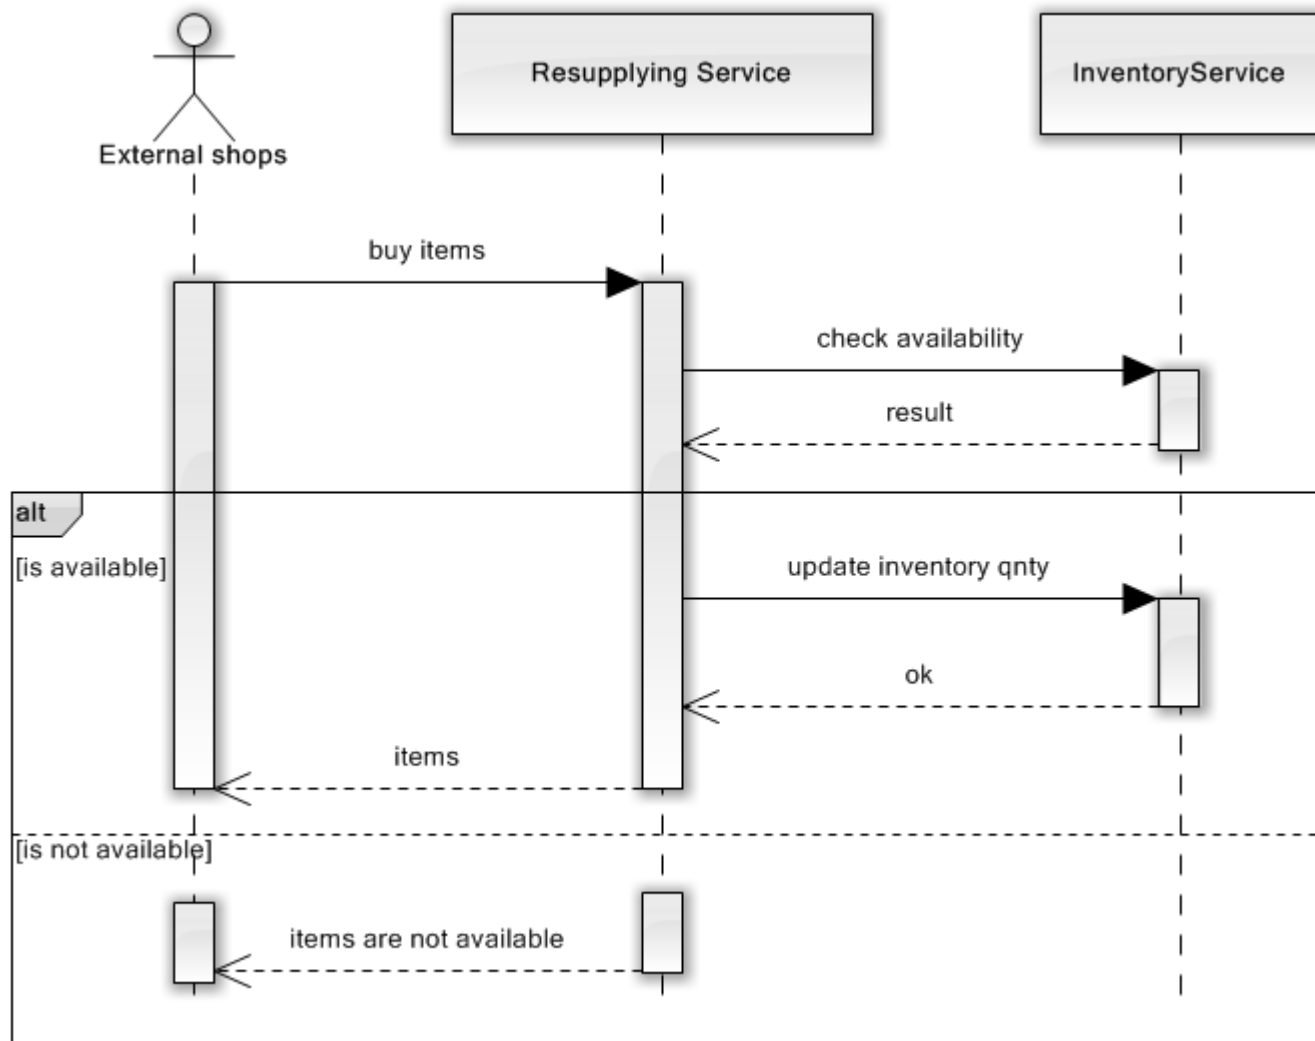 External shops
Resupplying Service
InventoryService
buy items
check availability
result
alt
[is available]
update inventory qnty
ok
items
[is not available]
items are not available